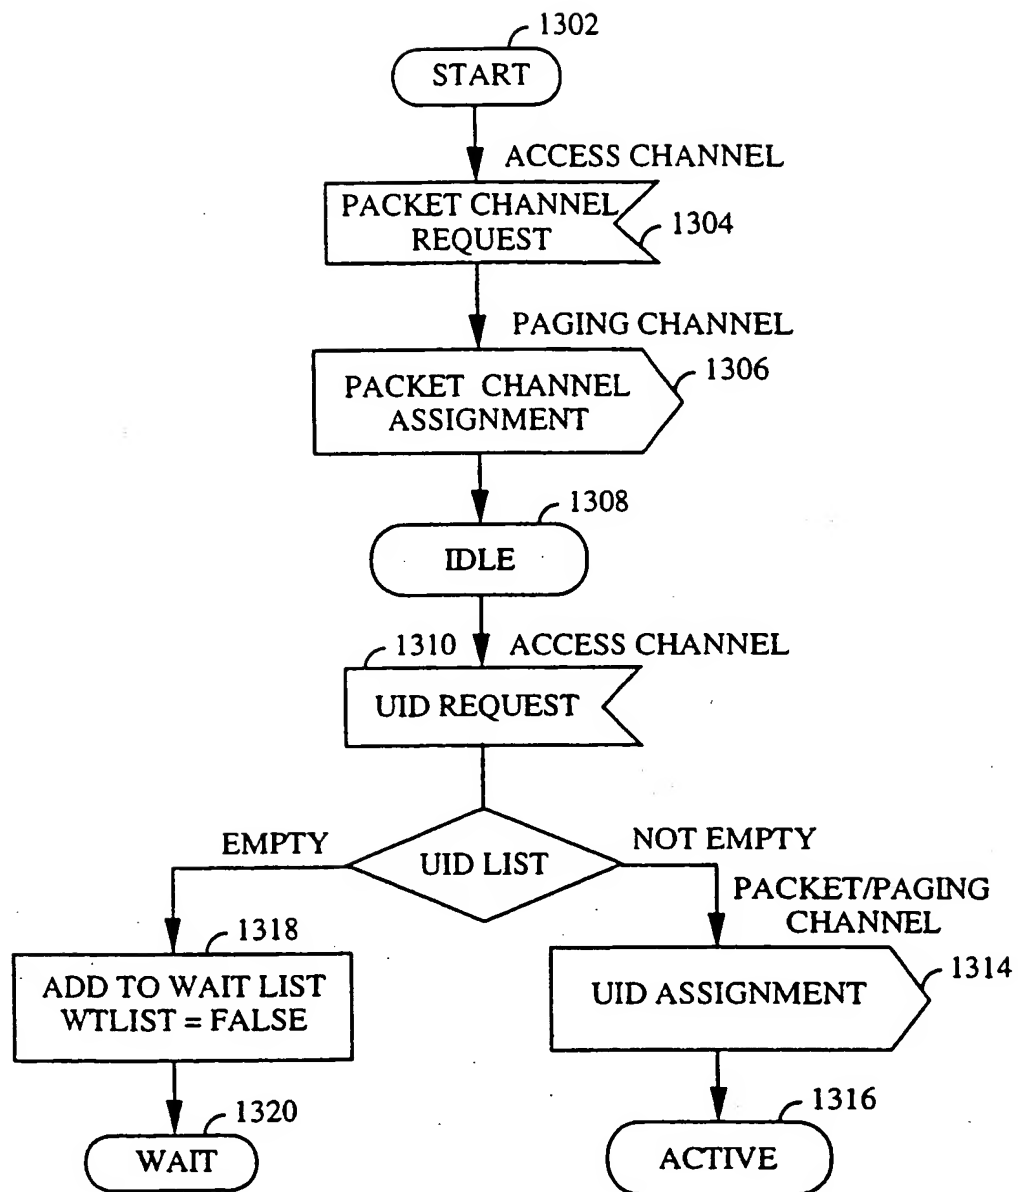 1302
START
ACCESS CHANNEL
PACKET CHANNEL
REQUEST
1304
PAGING CHANNEL
PACKET CHANNEL
ASSIGNMENT
1306
1308
IDLE
1310
ACCESS CHANNEL
UID REQUEST
EMPTY
UID LIST
NOT EMPTY
PACKET/PAGING
CHANNEL
1318
ADD TO WAIT LIST
WTLIST = FALSE
UID ASSIGNMENT
1314
1320
WAIT
1316
ACTIVE